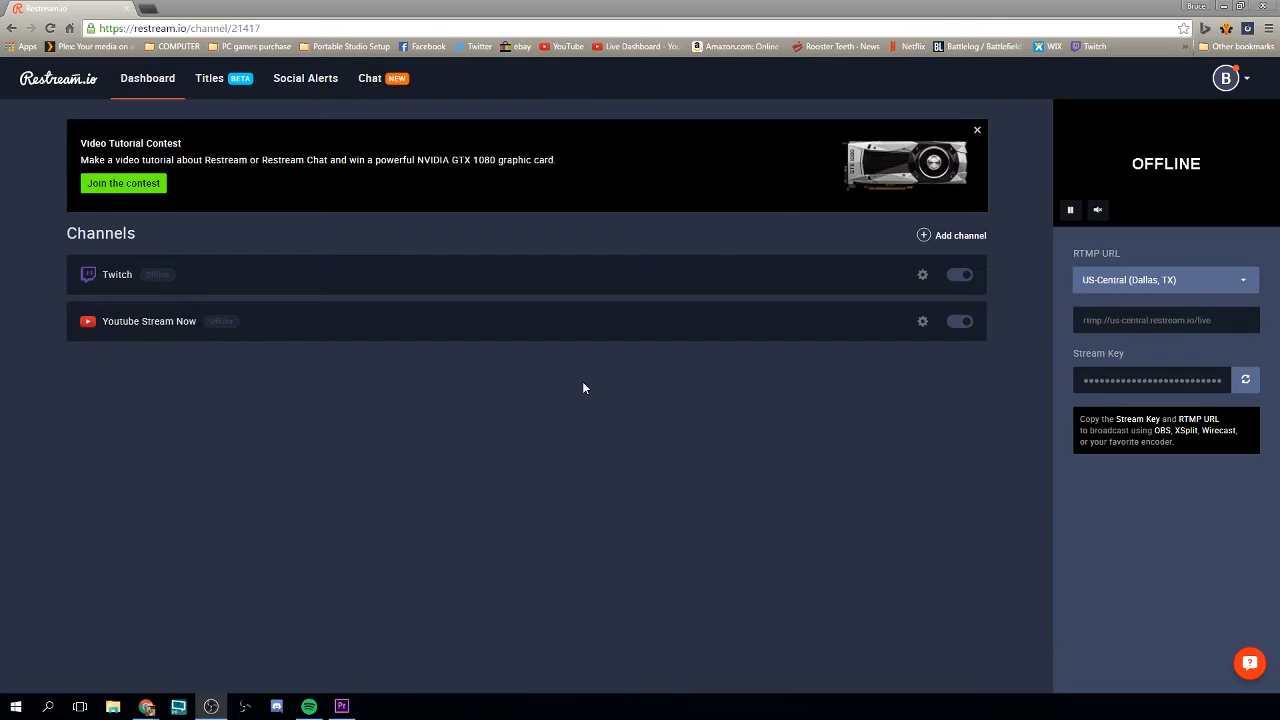 Restream.io
Bruce
https://restream.io/channel/21417
Apps
Plex: Your media on a
COMPUTER
PC games purchase
Portable Studio Setup
Facebook
Twitter
ebay
YouTube
Live Dashboard - You
Amazon.com: Online
Rooster Teeth - News
Netflix
Battlelog / Battlefield
WIX
Twitch
»
Other bookmarks
Restream.io
Dashboard
Titles BETA
Social Alerts
Chat NEW
B
Video Tutorial Contest
Make a video tutorial about Restream or Restream Chat and win a powerful NVIDIA GTX 1080 graphic card.
Join the contest
OFFLINE
Channels
Add channel
Twitch Offline
Youtube Stream Now Offline
RTMP URL
US-Central (Dallas, TX)
rtmp://us-central.restream.io/live
Stream Key
Copy the Stream Key and RTMP URL
to broadcast using OBS, XSplit, Wirecast,
or your favorite encoder.
Pr